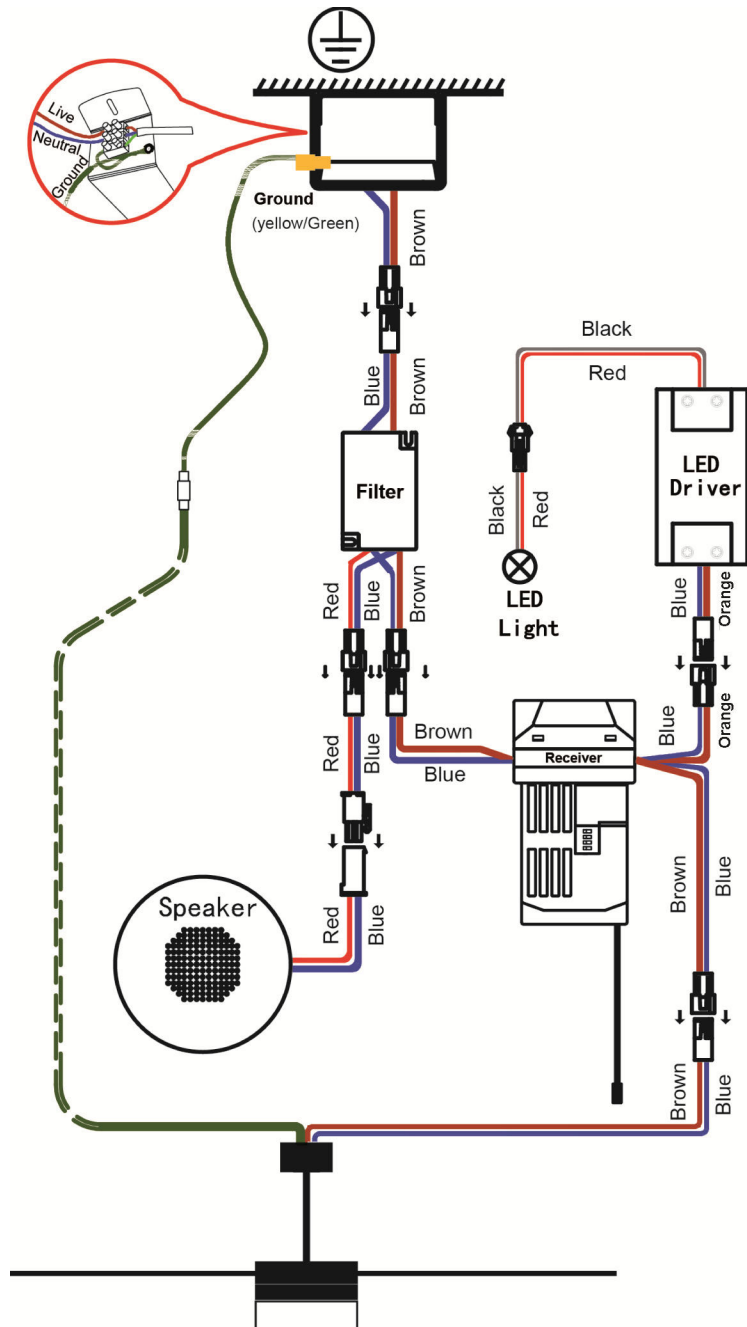 Live
Neutral
Ground
Ground
(yellow/Green)
Brown
Blue
Brown
Black
Red
LED
Driver
Filter
Black
Red
LED
Light
Blue
Orange
Red
Blue
Brown
Blue
Orange
Brown
Blue
Receiver
Red
Blue
Brown
Blue
Speaker
Red
Blue
Brown
Blue